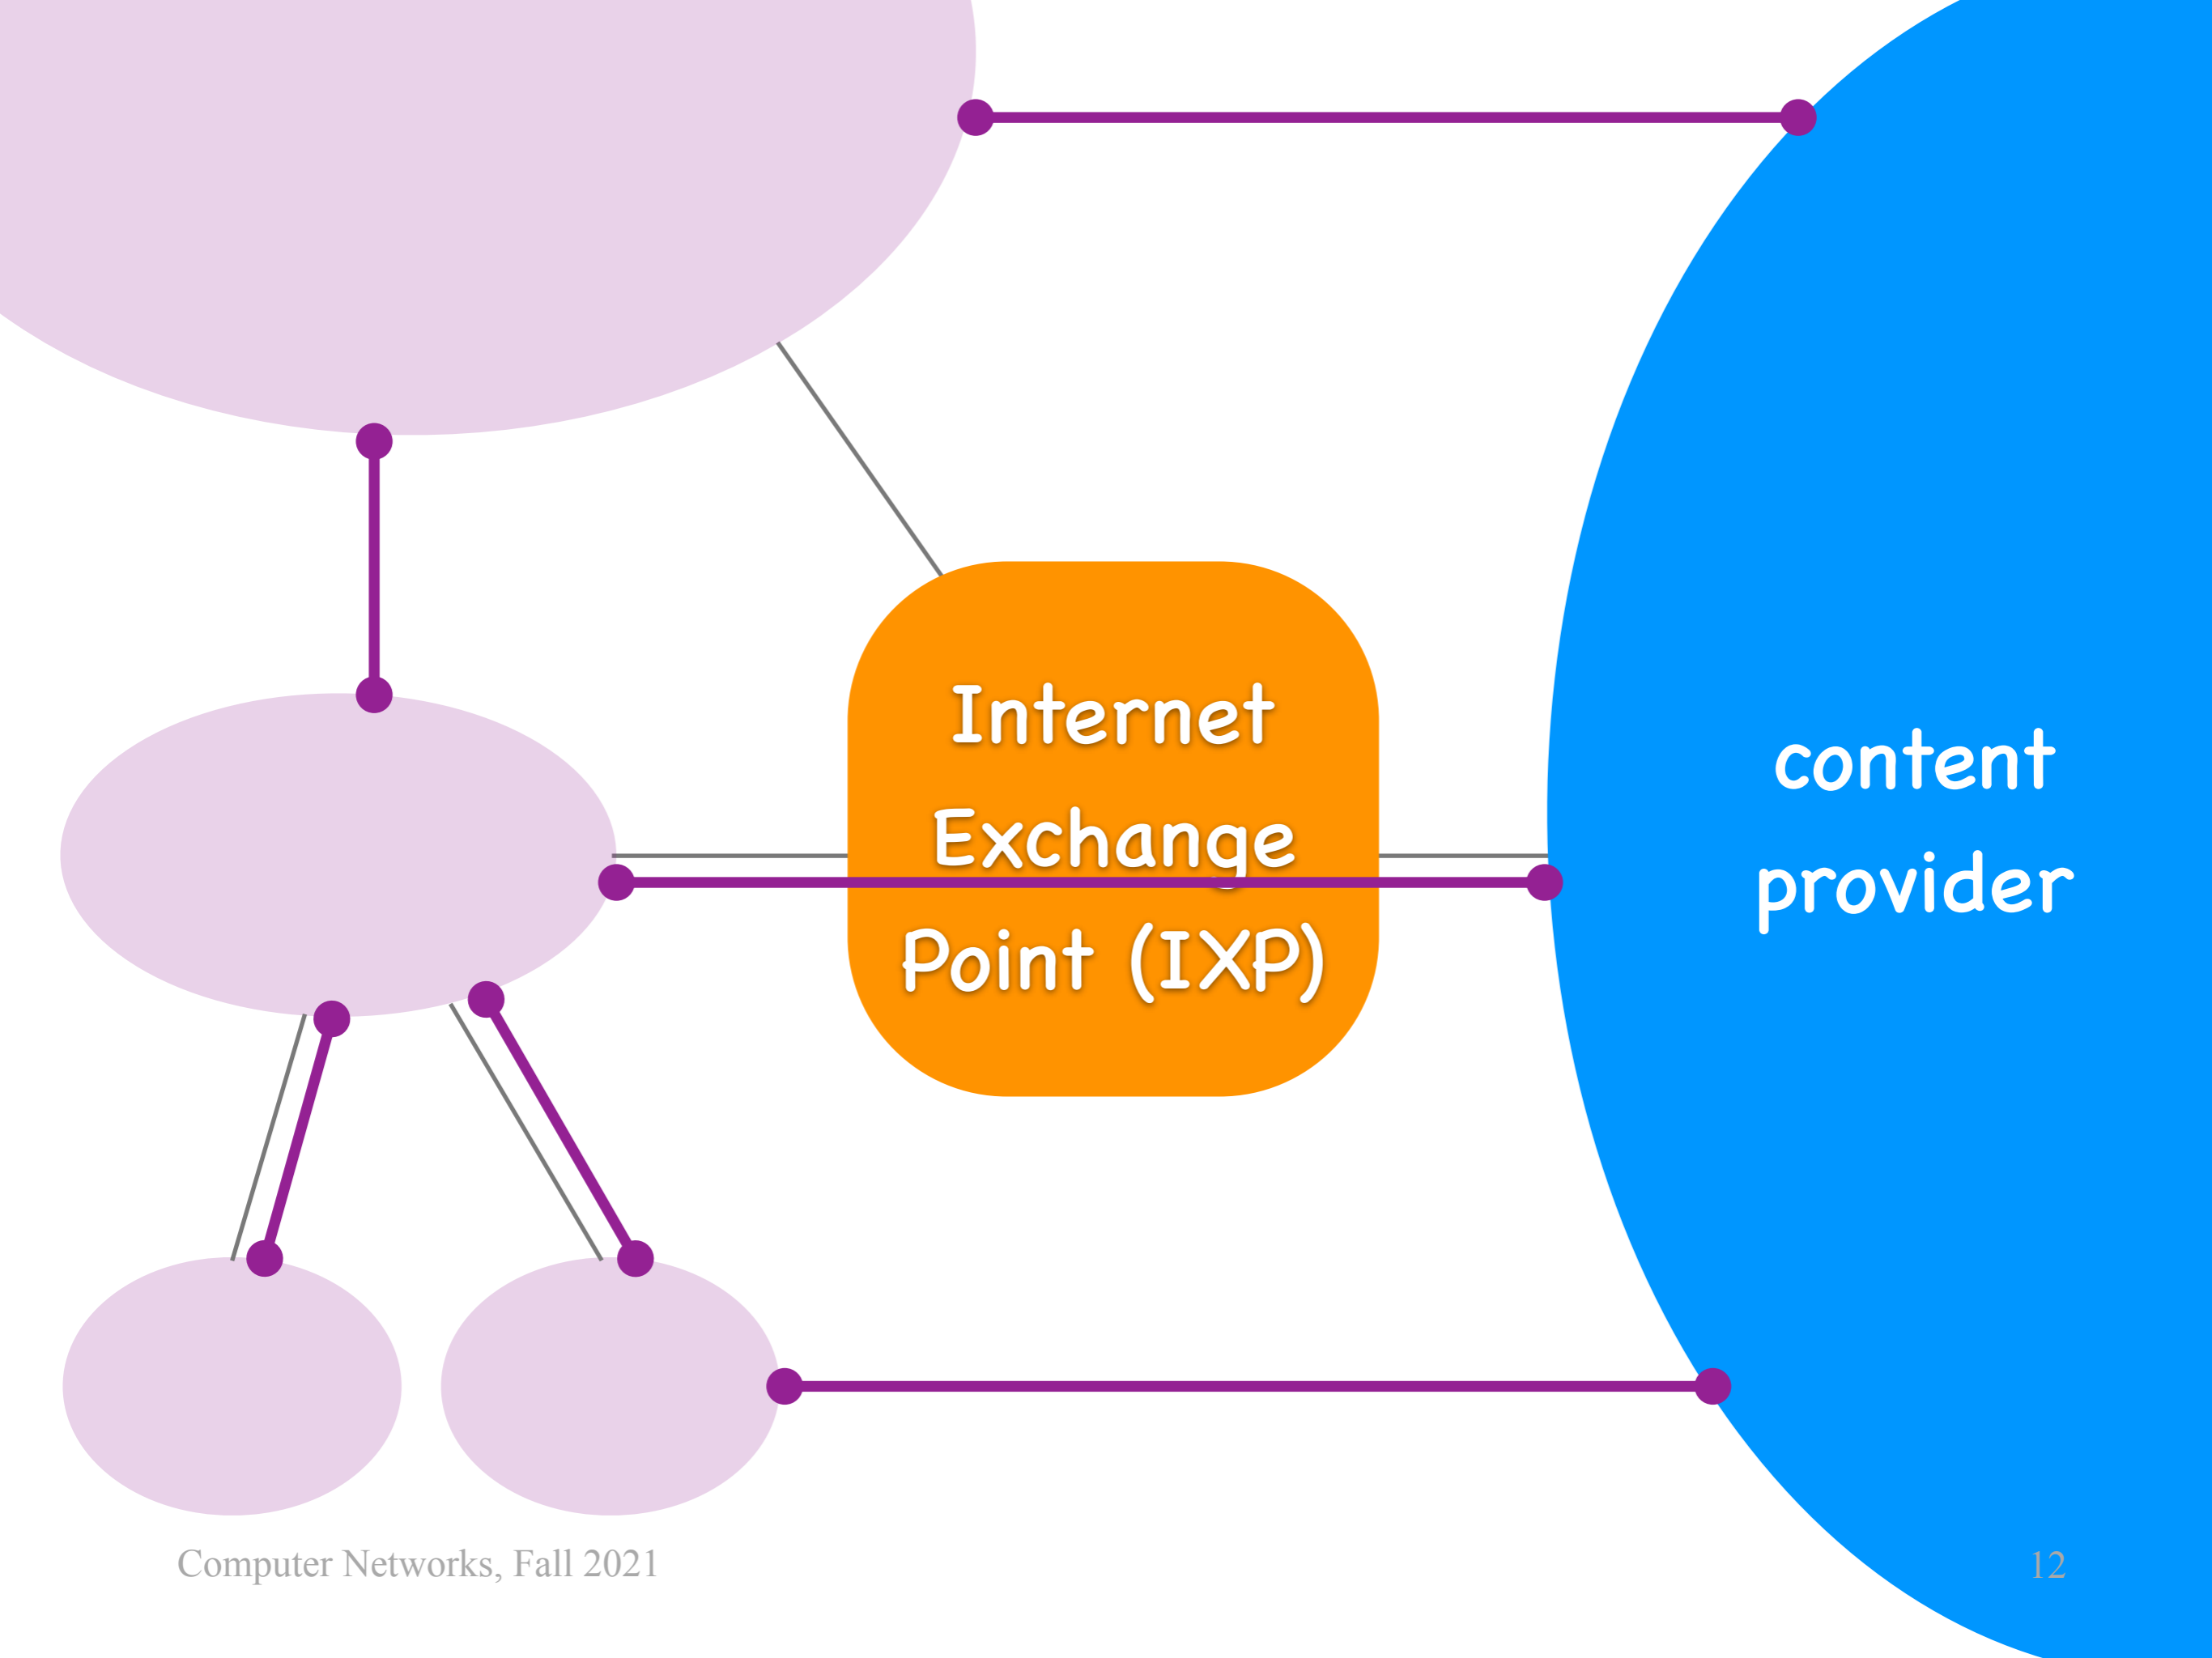 Internet
Exchange
Point (IXP)
content
provider
Computer Networks, Fall 2021
12